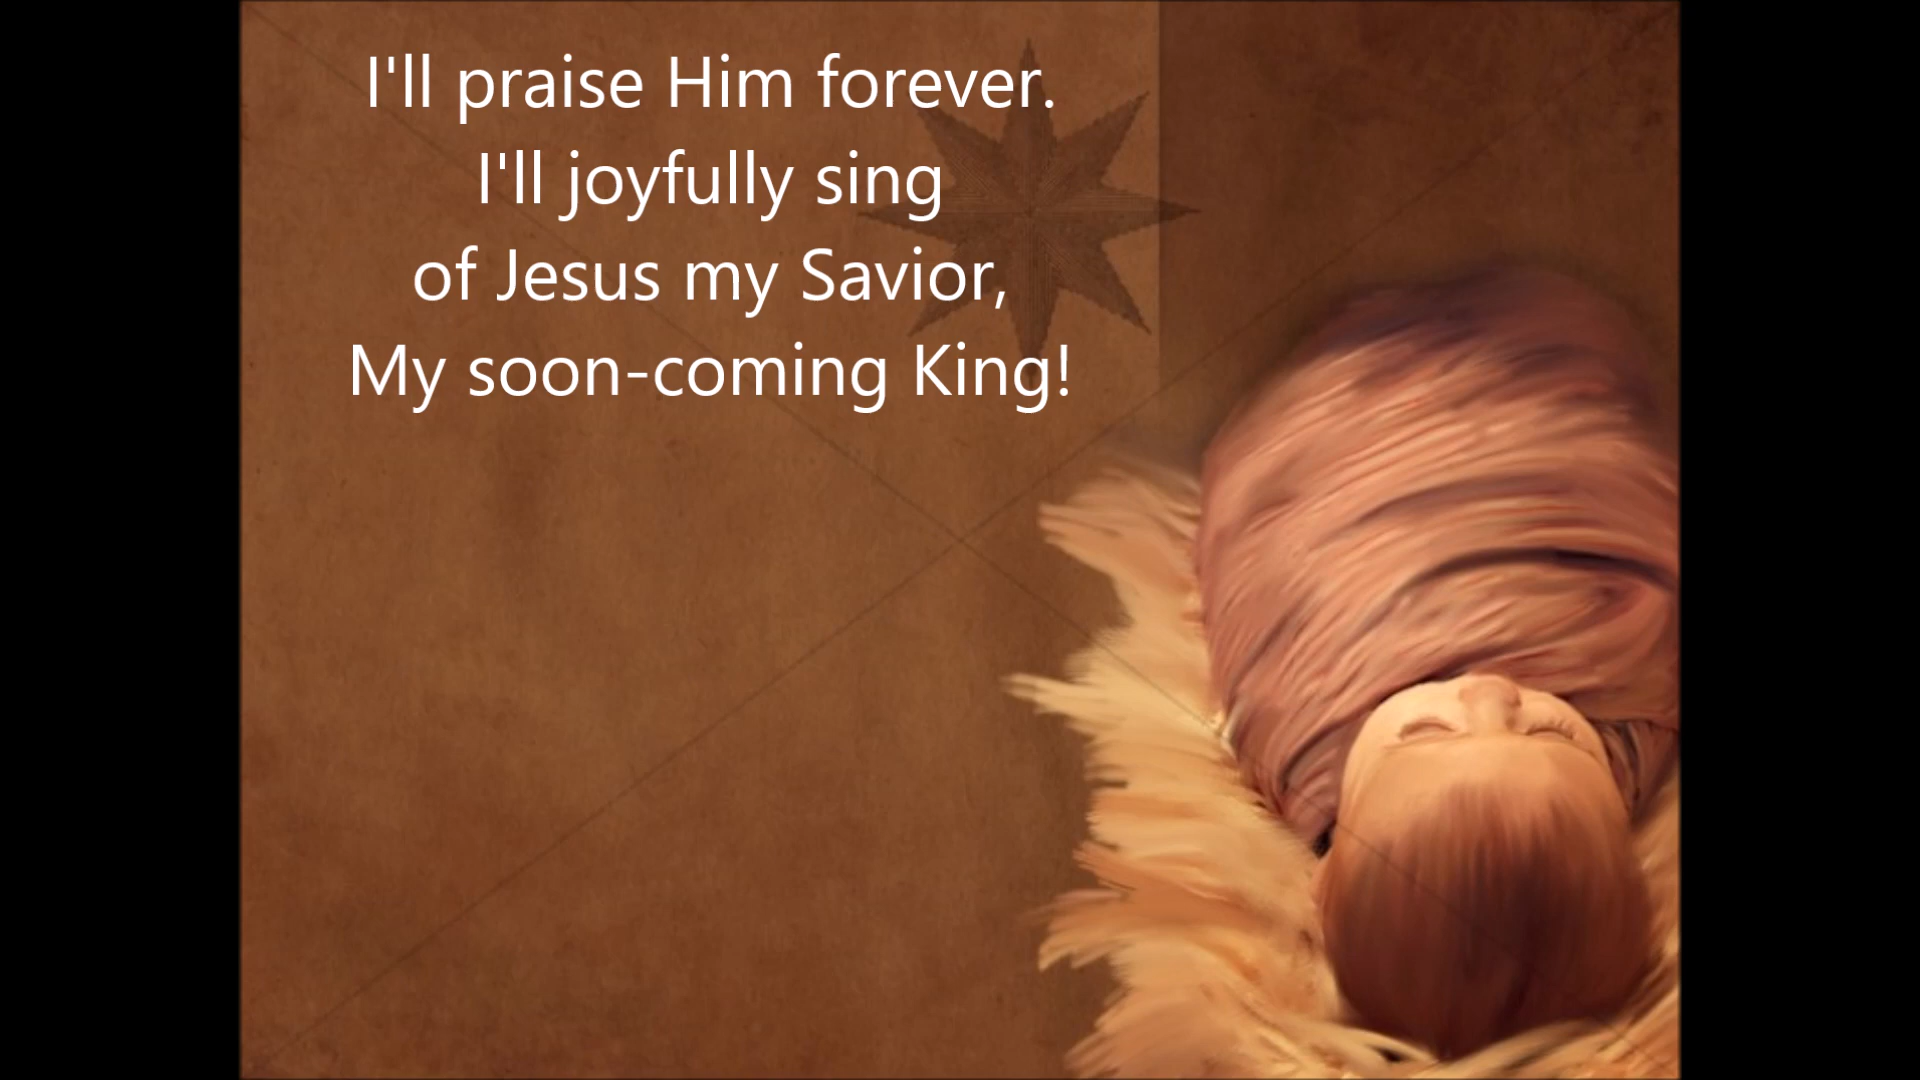 I'll praise Him forever.
I'll joyfully sing
of Jesus my Savior,
My soon-coming King!